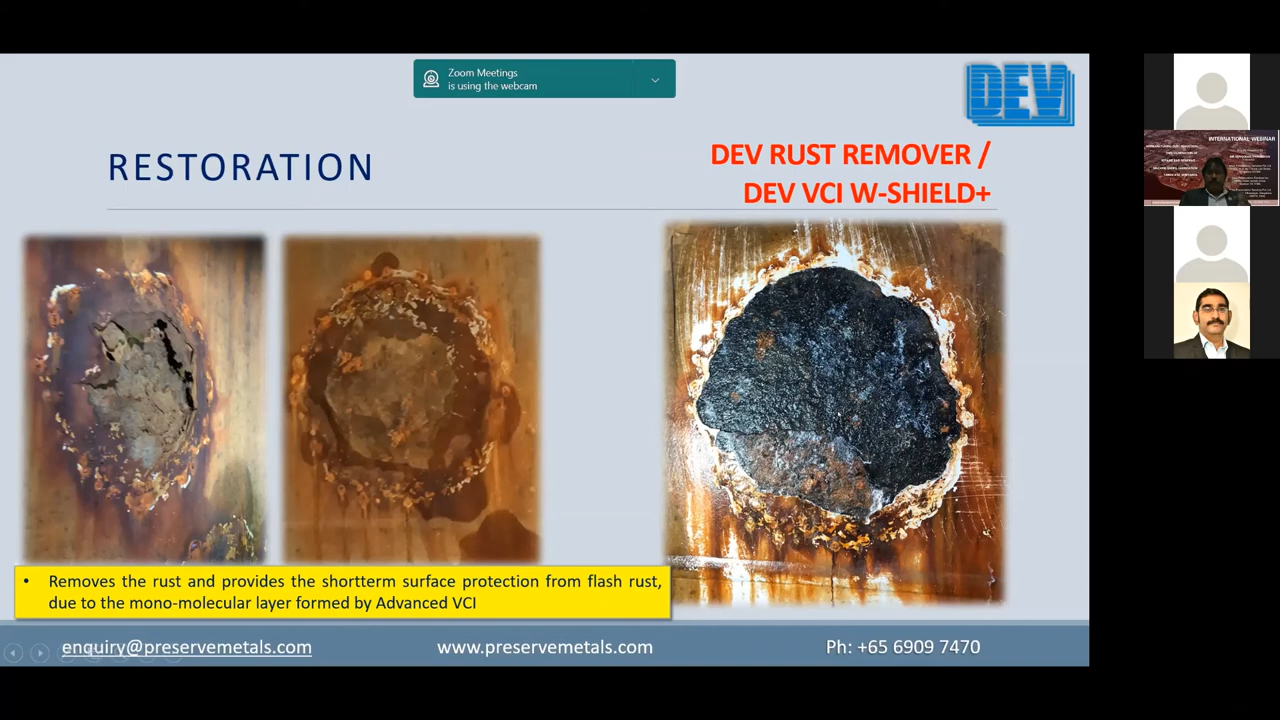 Zoom Meetings
is using the webcam
DEV
RESTORATION
DEV RUST REMOVER /
DEV VCI W-SHIELD+
• Removes the rust and provides the shortterm surface protection from flash rust,
due to the mono-molecular layer formed by Advanced VCI
enquiry@preservemetals.com
www.preservemetals.com
Ph: +65 6909 7470
INTERNATIONAL WEBINAR